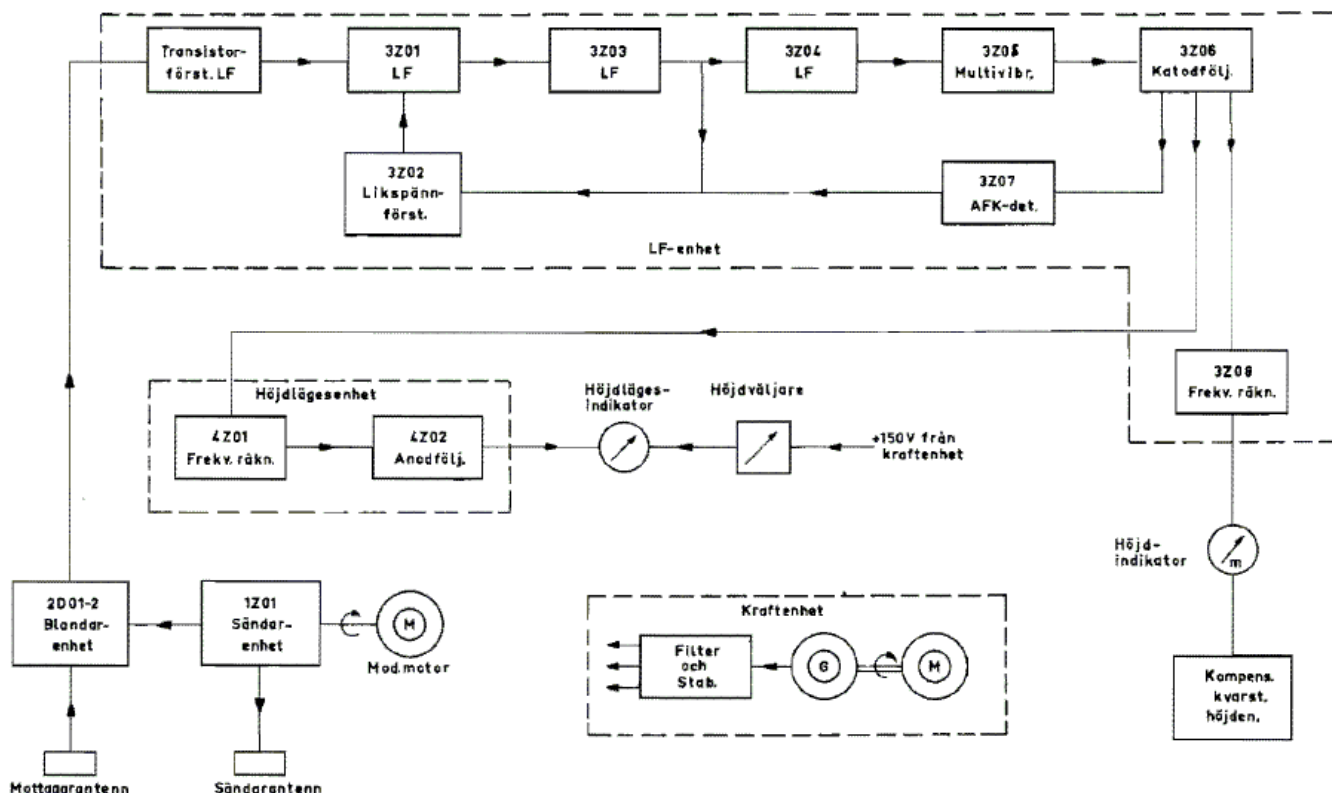 Transistor-
först. LF
3Z01
LF
3Z03
LF
3Z04
LF
3Z05
Multivibr.
3Z06
Katodfölj.
3Z02
Likspänn-
först.
3Z07
AFK-det.
LF-enhet
3Z08
Frekv. räkn.
Höjdlägesenhet
4Z01
Frekv. räkn.
4Z02
Anodfölj.
Höjdläges-
indikator
Höjdväljare
+150V från
kraftenhet
Höjd-
indikator
m
2D01-2
Blandar-
enhet
1Z01
Sändar-
enhet
M
Mod.motor
Kraftenhet
Filter
och
Stab.
G
M
Kompens.
kvarst.
höjden.
Mottagarantenn
Sändarantenn